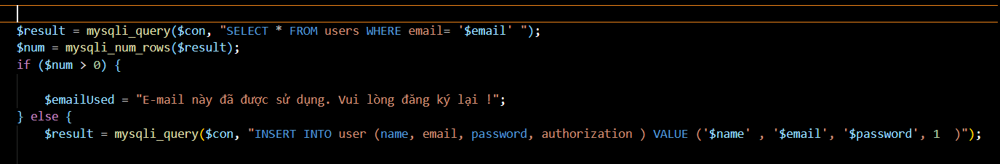 $result = mysqli_query($con, "SELECT * FROM users WHERE email= '$email' ");
$num = mysqli_num_rows($result);
if ($num > 0) {
$emailUsed = "E-mail này đã được sử dụng. Vui lòng đăng ký lại !";
} else {
$result = mysqli_query($con, "INSERT INTO user (name, email, password, authorization ) VALUE ('$name' , '$email', '$password', 1  )");